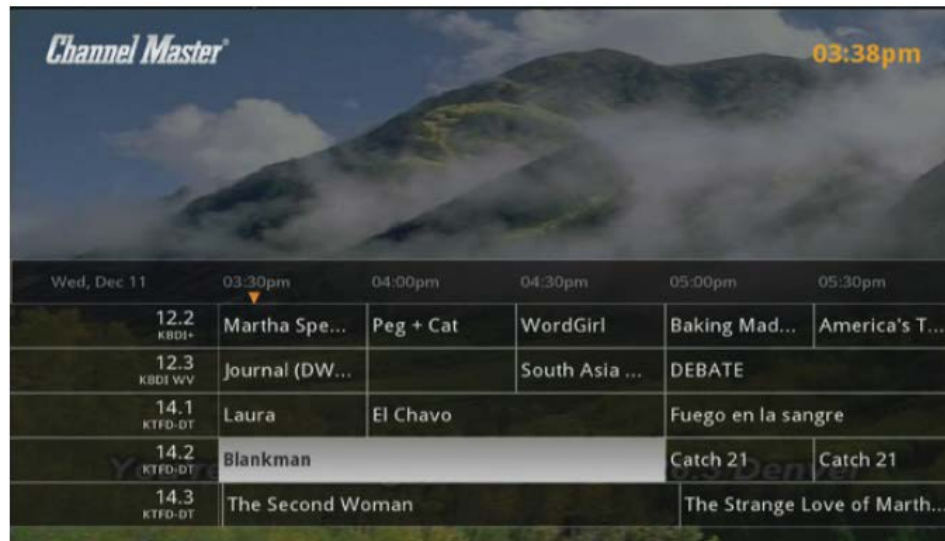 Channel Master®
03:38pm
Wed, Dec 11 03:30pm 04:00pm 04:30pm 05:00pm 05:30pm
12.2 KBDI+ Martha Spe... Peg + Cat WordGirl Baking Mad... America's T...
12.3 KBDI WV Journal (DW... South Asia ... DEBATE
14.1 KTFD-DT Laura El Chavo Fuego en la sangre
14.2 KTFD-DT Blankman Catch 21 Catch 21
You're Denver
14.3 KTFD-DT The Second Woman The Strange Love of Marth...